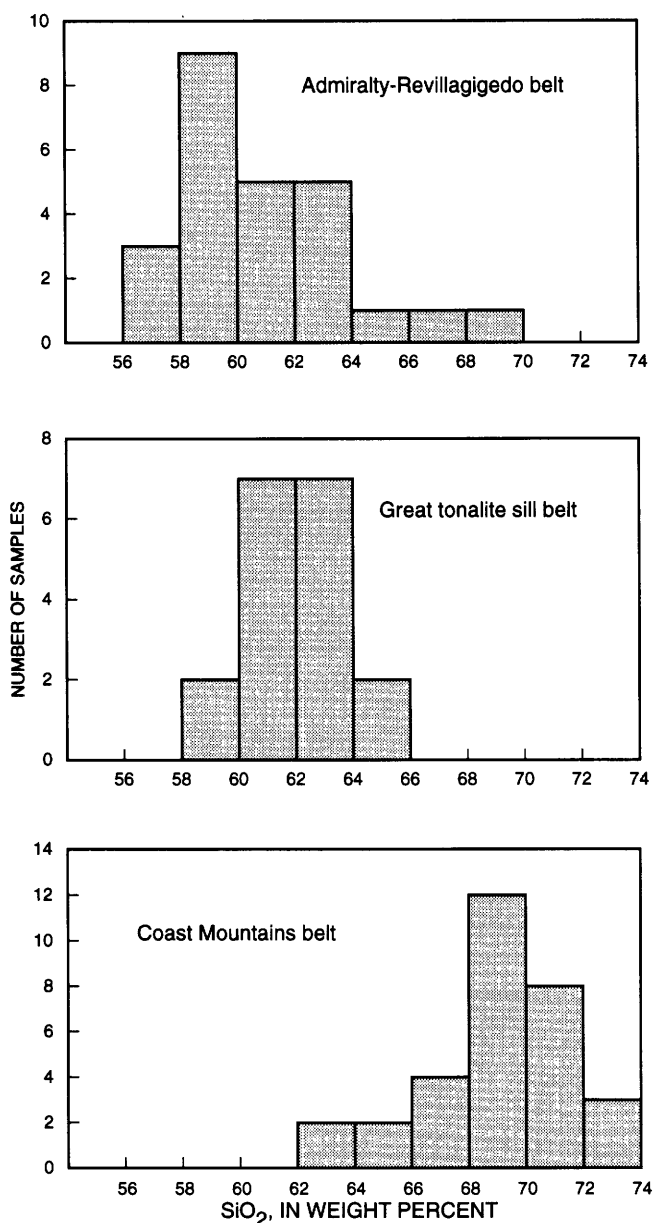 10
Admiralty-Revillagigedo belt
8
6
4
2
0
56 58 60 62 64 66 68 70 72 74
8
Great tonalite sill belt
6
4
2
0
NUMBER OF SAMPLES
56 58 60 62 64 66 68 70 72 74
14
12
Coast Mountains belt
10
8
6
4
2
0
56 58 60 62 64 66 68 70 72 74
SiO2, IN WEIGHT PERCENT